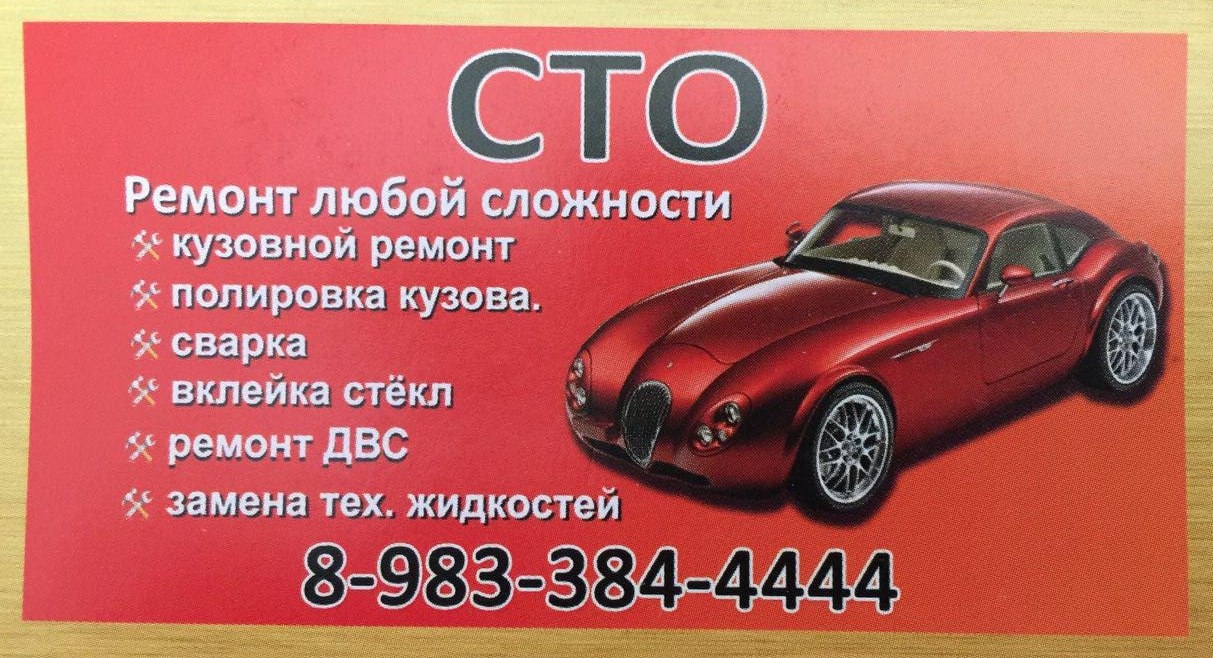 СТО
Ремонт любой сложности
кузовной ремонт
полировка кузова.
сварка
вклейка стёкл
ремонт ДВС
замена тех. жидкостей
8-983-384-4444